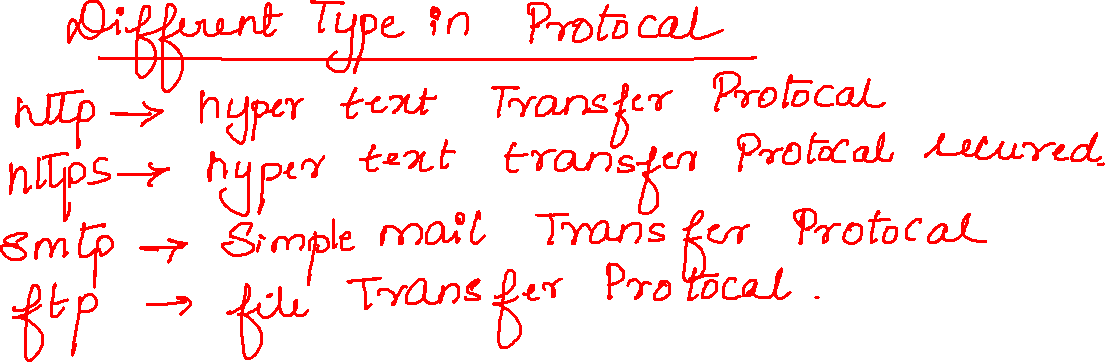 Different Type in Protocal
http → hyper text Transfer Protocal
https → hyper text transfer Protocal secured.
smtp → Simple mail Transfer Protocal
ftp → file Transfer Protocal.